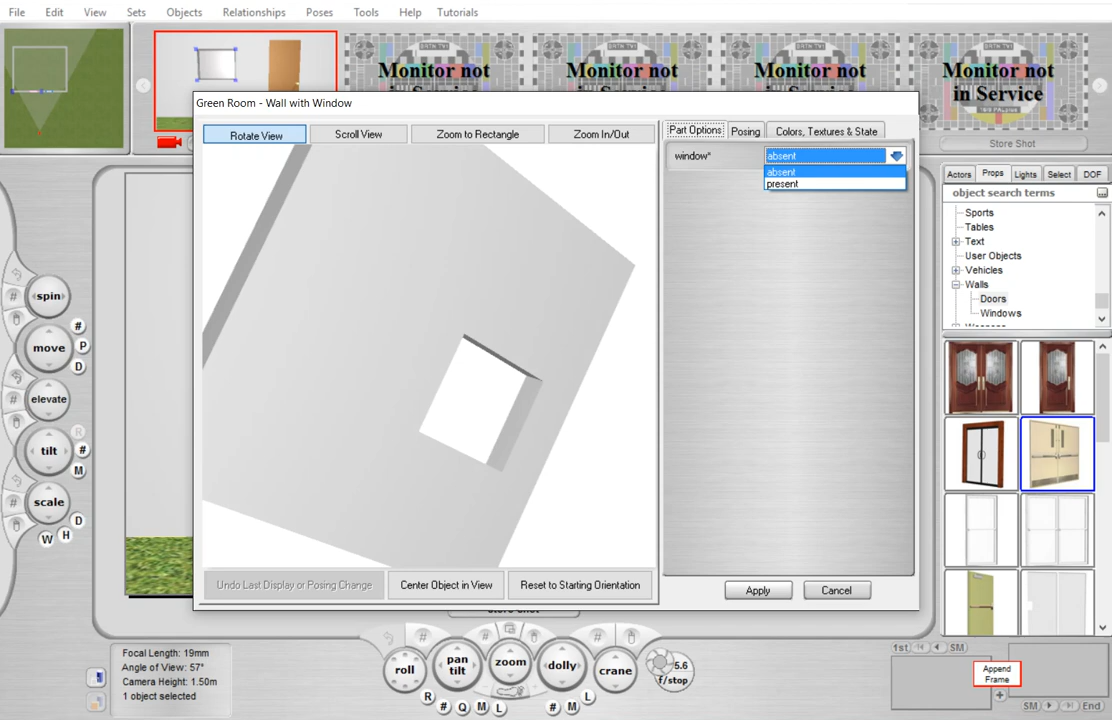 File Edit View Sets Objects Relationships Poses Tools Help Tutorials
Monitor not
in Service
Monitor not
in Service
Monitor not
in Service
Monitor not
in Service
Store Shot
Green Room - Wall with Window
Rotate View Scroll View Zoom to Rectangle Zoom In/Out
Part Options Posing Colors, Textures & State
window* absent
absent
present
Actors Props Lights Select DOF
object search terms
Sports
Tables
Text
User Objects
Vehicles
Walls
Doors
Windows
spin
#
move
#
P
D
elevate
#
tilt
R
#
M
scale
#
D
H
W
Undo Last Display or Posing Change Center Object in View Reset to Starting Orientation
Apply Cancel
Focal Length: 19mm
Angle of View: 57°
Camera Height: 1.50m
1 object selected
# # # #
roll pan tilt zoom dolly crane 5.6 f/stop
R # Q M L # M L
1st SM
Append
Frame
SM End